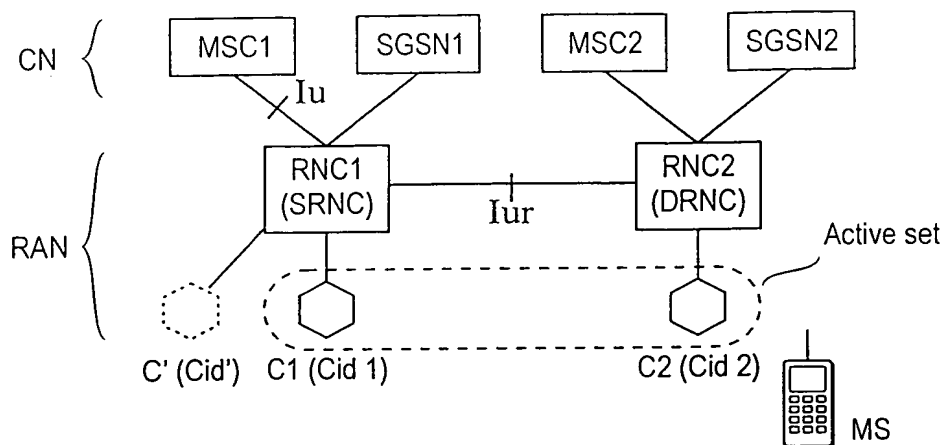 CN
MSC1
SGSN1
MSC2
SGSN2
Iu
RAN
RNC1
(SRNC)
RNC2
(DRNC)
Iur
Active set
C' (Cid')
C1 (Cid 1)
C2 (Cid 2)
MS